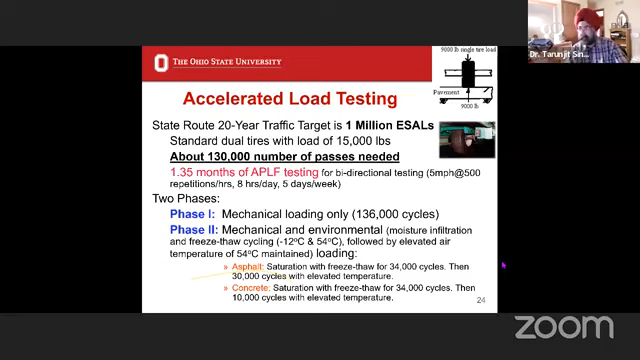 THE OHIO STATE UNIVERSITY
9000 lb single tire load
Pavement
9000 lb
Accelerated Load Testing
State Route 20-Year Traffic Target is 1 Million ESALs
Standard dual tires with load of 15,000 lbs
About 130,000 number of passes needed
1.35 months of APLF testing for bi-directional testing (5mph@500
repetitions/hrs, 8 hrs/day, 5 days/week)
Two Phases:
Phase I: Mechanical loading only (136,000 cycles)
Phase II: Mechanical and environmental (moisture infiltration
and freeze-thaw cycling (-12°C & 54°C), followed by elevated air
temperature of 54°C maintained) loading:
» Asphalt: Saturation with freeze-thaw for 34,000 cycles. Then
30,000 cycles with elevated temperature.
» Concrete: Saturation with freeze-thaw for 34,000 cycles. Then
10,000 cycles with elevated temperature.
24
Dr. Tarunjit Sin...
zoom